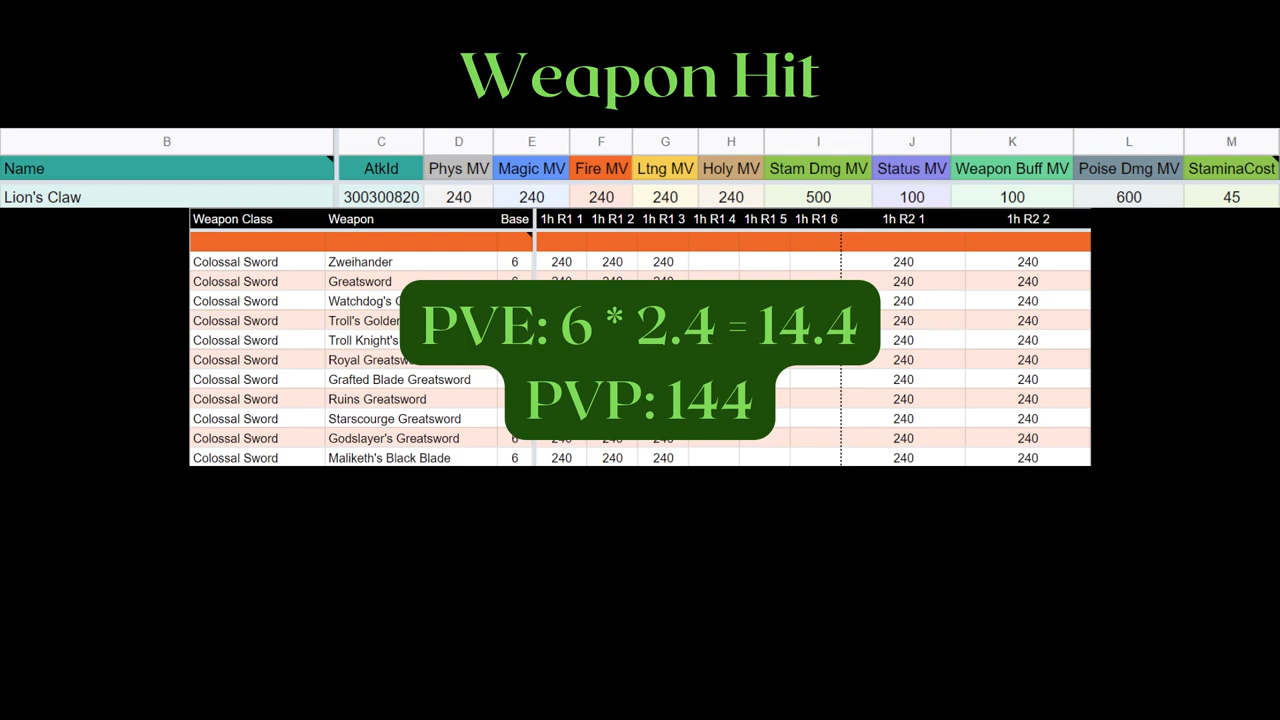 Weapon Hit
B C D E F G H I J K L M
Name AtkId Phys MV Magic MV Fire MV Ltng MV Holy MV Stam Dmg MV Status MV Weapon Buff MV Poise Dmg MV StaminaCost
Lion's Claw 300300820 240 240 240 240 240 500 100 100 600 45
Weapon Class Weapon Base 1h R1 1 1h R1 2 1h R1 3 1h R1 4 1h R1 5 1h R1 6 1h R2 1 1h R2 2
Colossal Sword Zweihander 6 240 240 240 240 240
Colossal Sword Greatsword 240 240
Colossal Sword Watchdog's 240 240
Colossal Sword Troll's Golden 240 240
Colossal Sword Troll Knight's 240 240
Colossal Sword Royal 240 240
Colossal Sword Grafted Blade Greatsword 240 240
Colossal Sword Ruins Greatsword 240 240
Colossal Sword Starscourge Greatsword 240 240
Colossal Sword Godslayer's Greatsword 6 240 240 240 240 240
Colossal Sword Maliketh's Black Blade 6 240 240 240 240 240
PVE: 6 * 2.4 = 14.4
PVP: 144